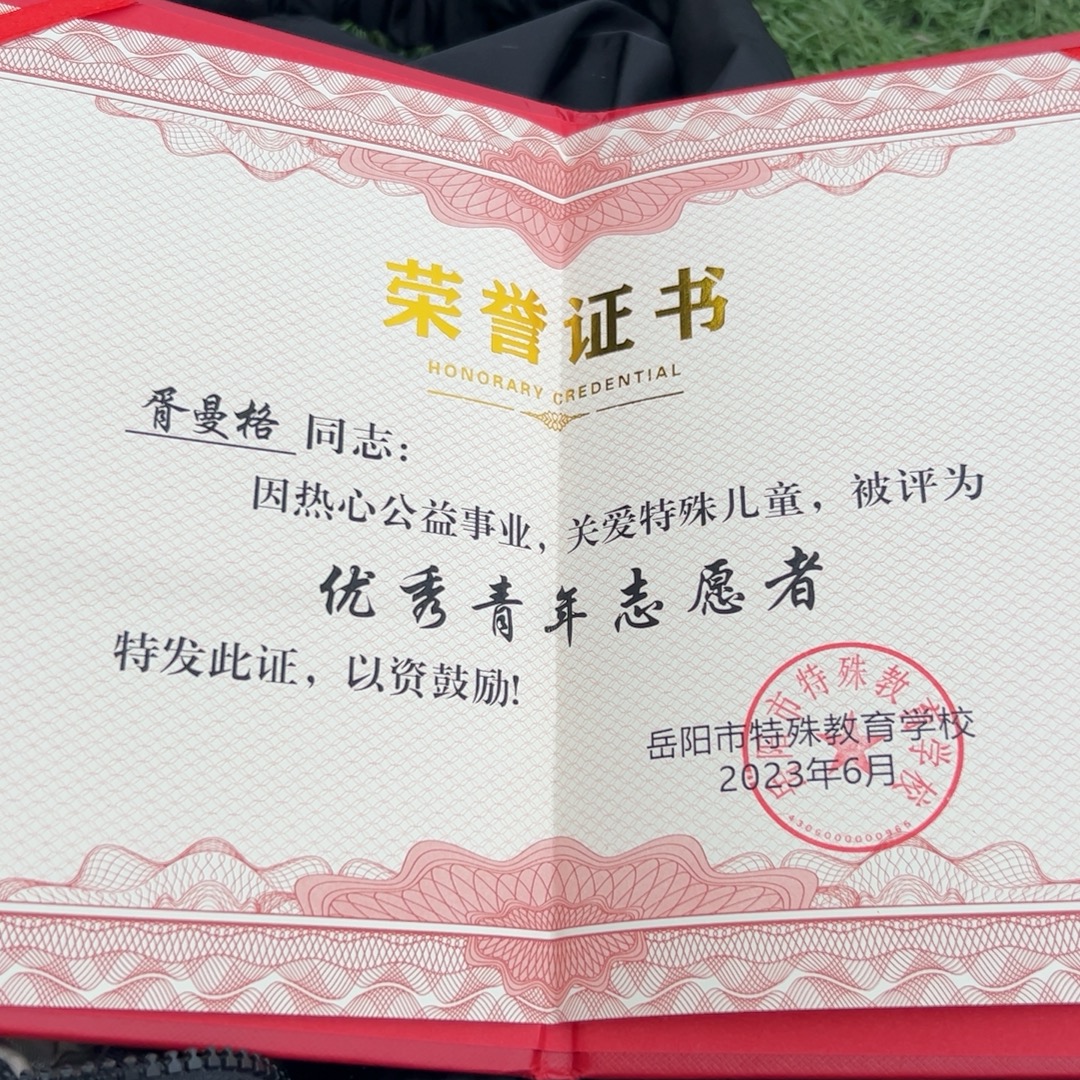 荣誉证书
HONORARY CREDENTIAL
胥曼格 同志：
因热心公益事业，关爱特殊儿童，被评为
优秀青年志愿者
特发此证，以资鼓励！
岳阳市特殊教育学校
2023年6月
岳阳市特殊教育学校